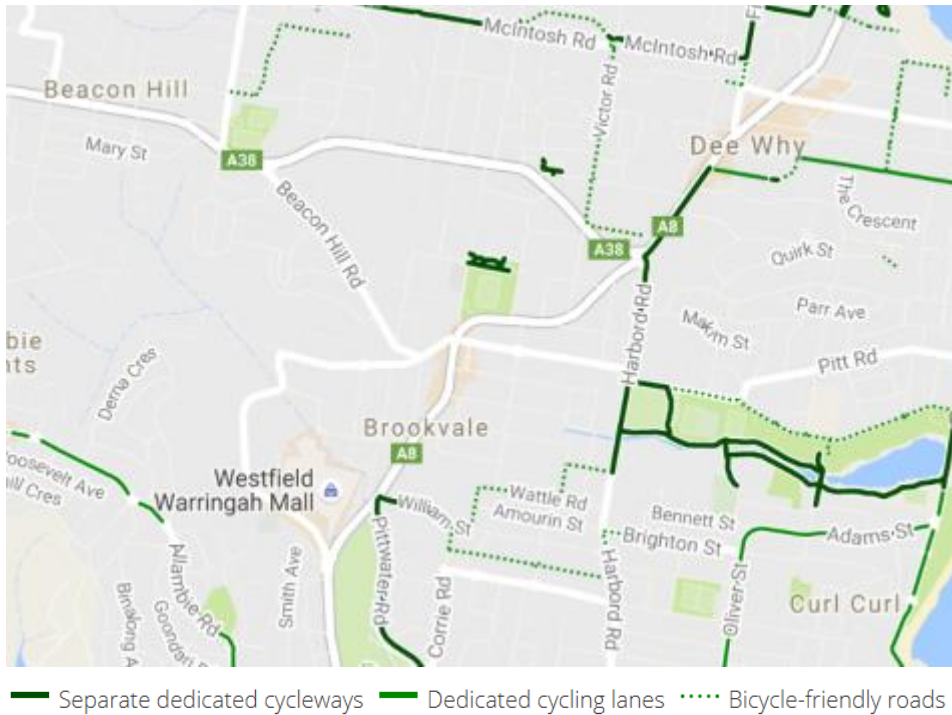 McIntosh Rd
McIntosh Rd
Beacon Hill
Victor Rd
Mary St
A38
Dee Why
Beacon Hill Rd
The Crescent
A8
A38
Quirk St
Harbord Rd
Parr Ave
Pitt Rd
Derna Cres
Brookvale
A8
Roosevelt Ave
Westfield
Warringah Mall
William St
Wattle Rd
Amourin St
Bennett St
Brighton St
Adams St
Pittwater Rd
Smith Ave
Allambie Rd
Corrie Rd
Harbord Rd
Oliver St
Curl Curl
Goondari
Separate dedicated cycleways
Dedicated cycling lanes
Bicycle-friendly roads